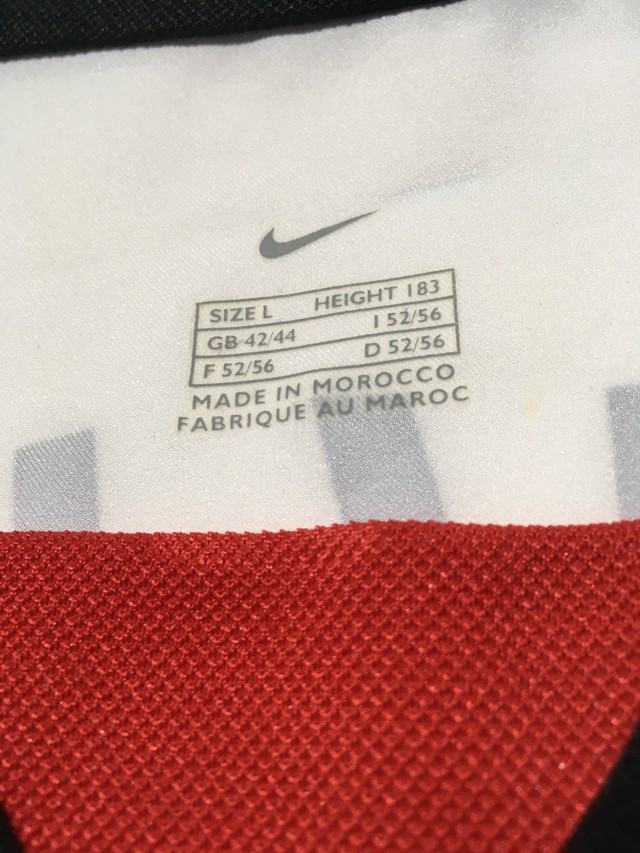 SIZE L HEIGHT 183
GB 42/44 I 52/56
F 52/56 D 52/56
MADE IN MOROCCO
FABRIQUE AU MAROC